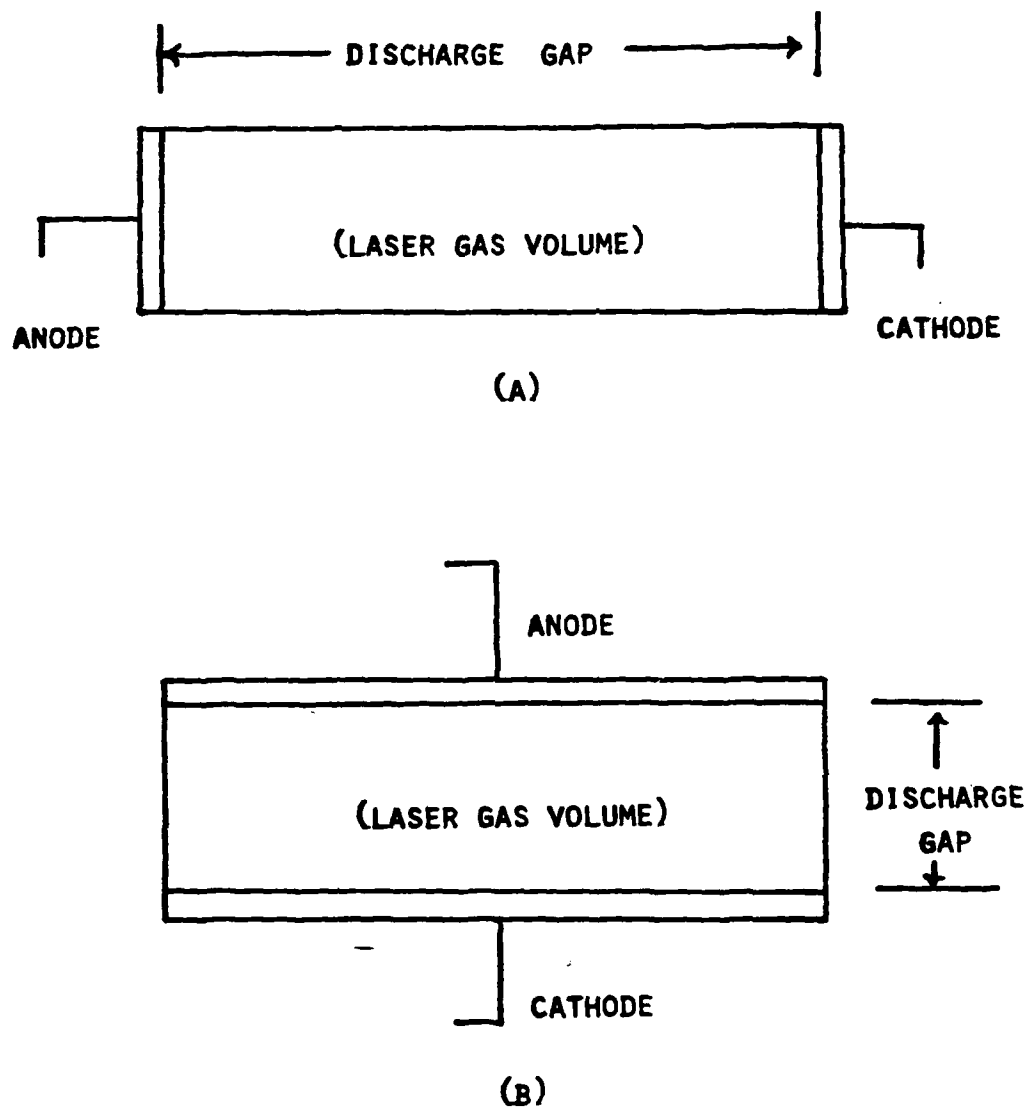 DISCHARGE GAP
(LASER GAS VOLUME)
ANODE
CATHODE
(A)
ANODE
(LASER GAS VOLUME)
DISCHARGE
GAP
CATHODE
(B)